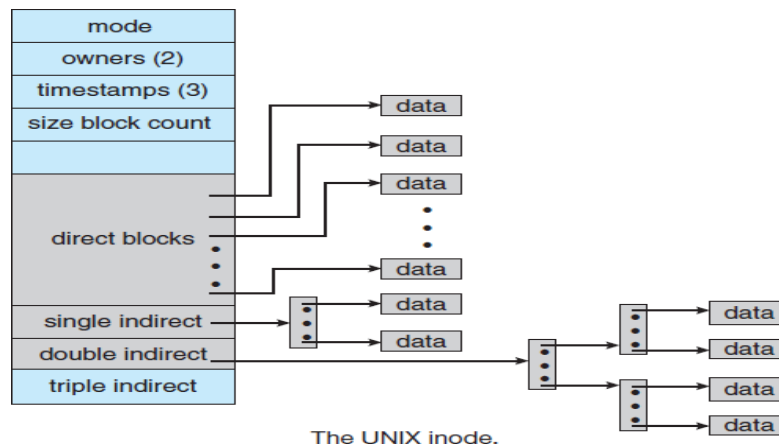 mode
owners (2)
timestamps (3)
size block count
data
data
data
direct blocks
data
single indirect
data
double indirect
data
triple indirect
data
data
data
data
The UNIX inode.